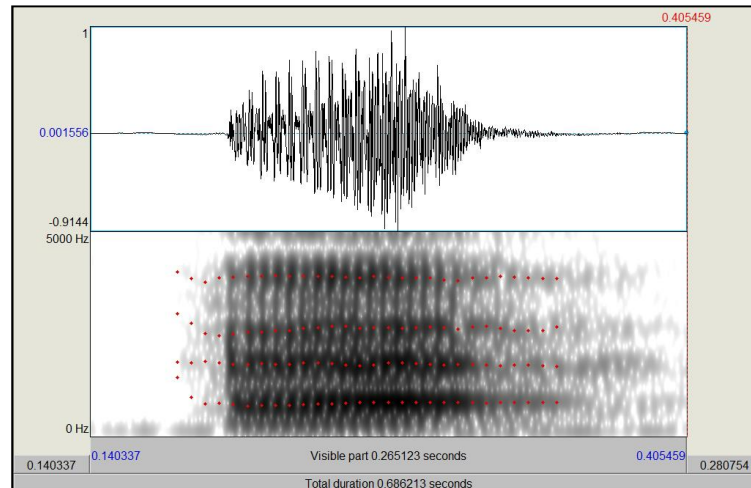 0.405459
1
0.001556
-0.9144
5000 Hz
0 Hz
0.140337 Visible part 0.265123 seconds 0.405459
0.140337 0.280754
Total duration 0.686213 seconds